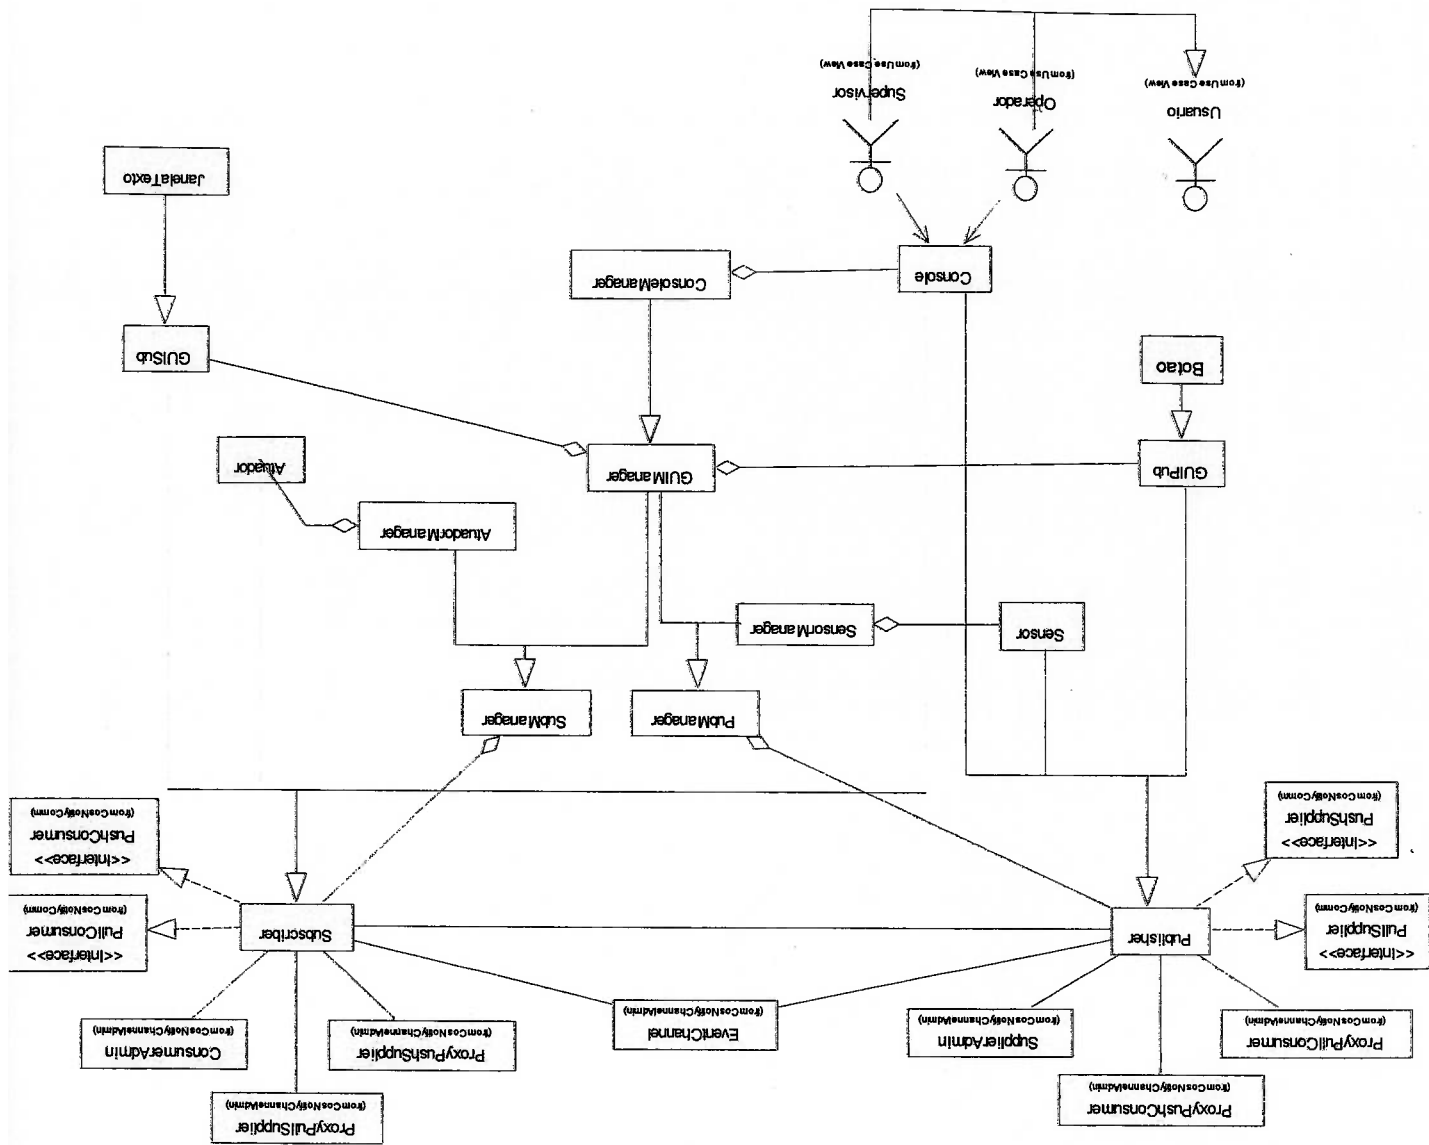 ProxyPushConsumer
(from CosNotifyChannelAdmin)
ProxyPullSupplier
(from CosNotifyChannelAdmin)
ProxyPullConsumer
(from CosNotifyChannelAdmin)
SupplierAdmin
(from CosNotifyChannelAdmin)
EventChannel
(from CosNotifyChannelAdmin)
ProxyPushSupplier
(from CosNotifyChannelAdmin)
ConsumerAdmin
(from CosNotifyChannelAdmin)
<<Interface>>
PullSupplier
(from CosNotifyComm)
Publisher
Subscriber
<<Interface>>
PullConsumer
(from CosNotifyComm)
<<Interface>>
PushSupplier
(from CosNotifyComm)
<<Interface>>
PushConsumer
(from CosNotifyComm)
PubManager
SubManager
Sensor
SensorManager
AtuadorManager
GUIPub
GUIManager
Atuador
Botao
GUISub
Console
ConsoleManager
JanelaTexto
Usuario
(from Use Case View)
Operador
(from Use Case View)
Supervisor
(from Use Case View)